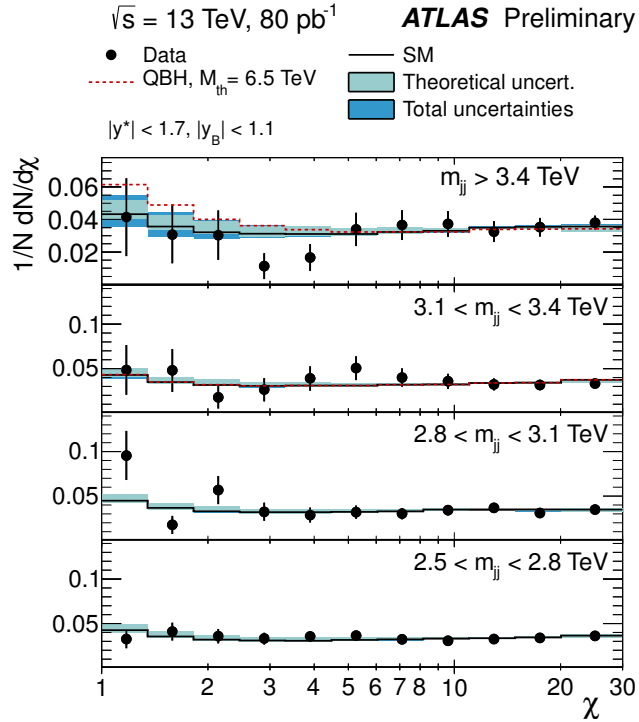 √s = 13 TeV, 80 pb⁻¹ ATLAS Preliminary
Data SM
QBH, M_th = 6.5 TeV Theoretical uncert.
Total uncertainties
|y*| < 1.7, |y_B| < 1.1
1/N dN/dχ
m_jj > 3.4 TeV
0.06
0.04
0.02
3.1 < m_jj < 3.4 TeV
0.1
0.05
2.8 < m_jj < 3.1 TeV
0.1
0.05
2.5 < m_jj < 2.8 TeV
0.1
0.05
1 2 3 4 5 6 7 8 10 20 30
χ